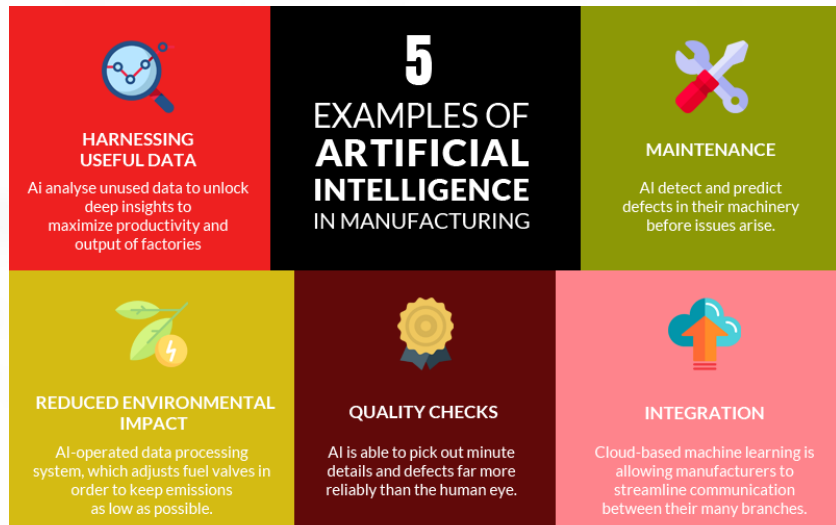 HARNESSING
USEFUL DATA
Ai analyse unused data to unlock
deep insights to
maximize productivity and
output of factories
5
EXAMPLES OF
ARTIFICIAL
INTELLIGENCE
IN MANUFACTURING
MAINTENANCE
AI detect and predict
defects in their machinery
before issues arise.
REDUCED ENVIRONMENTAL
IMPACT
AI-operated data processing
system, which adjusts fuel valves in
order to keep emissions
as low as possible.
QUALITY CHECKS
AI is able to pick out minute
details and defects far more
reliably than the human eye.
INTEGRATION
Cloud-based machine learning is
allowing manufacturers to
streamline communication
between their many branches.